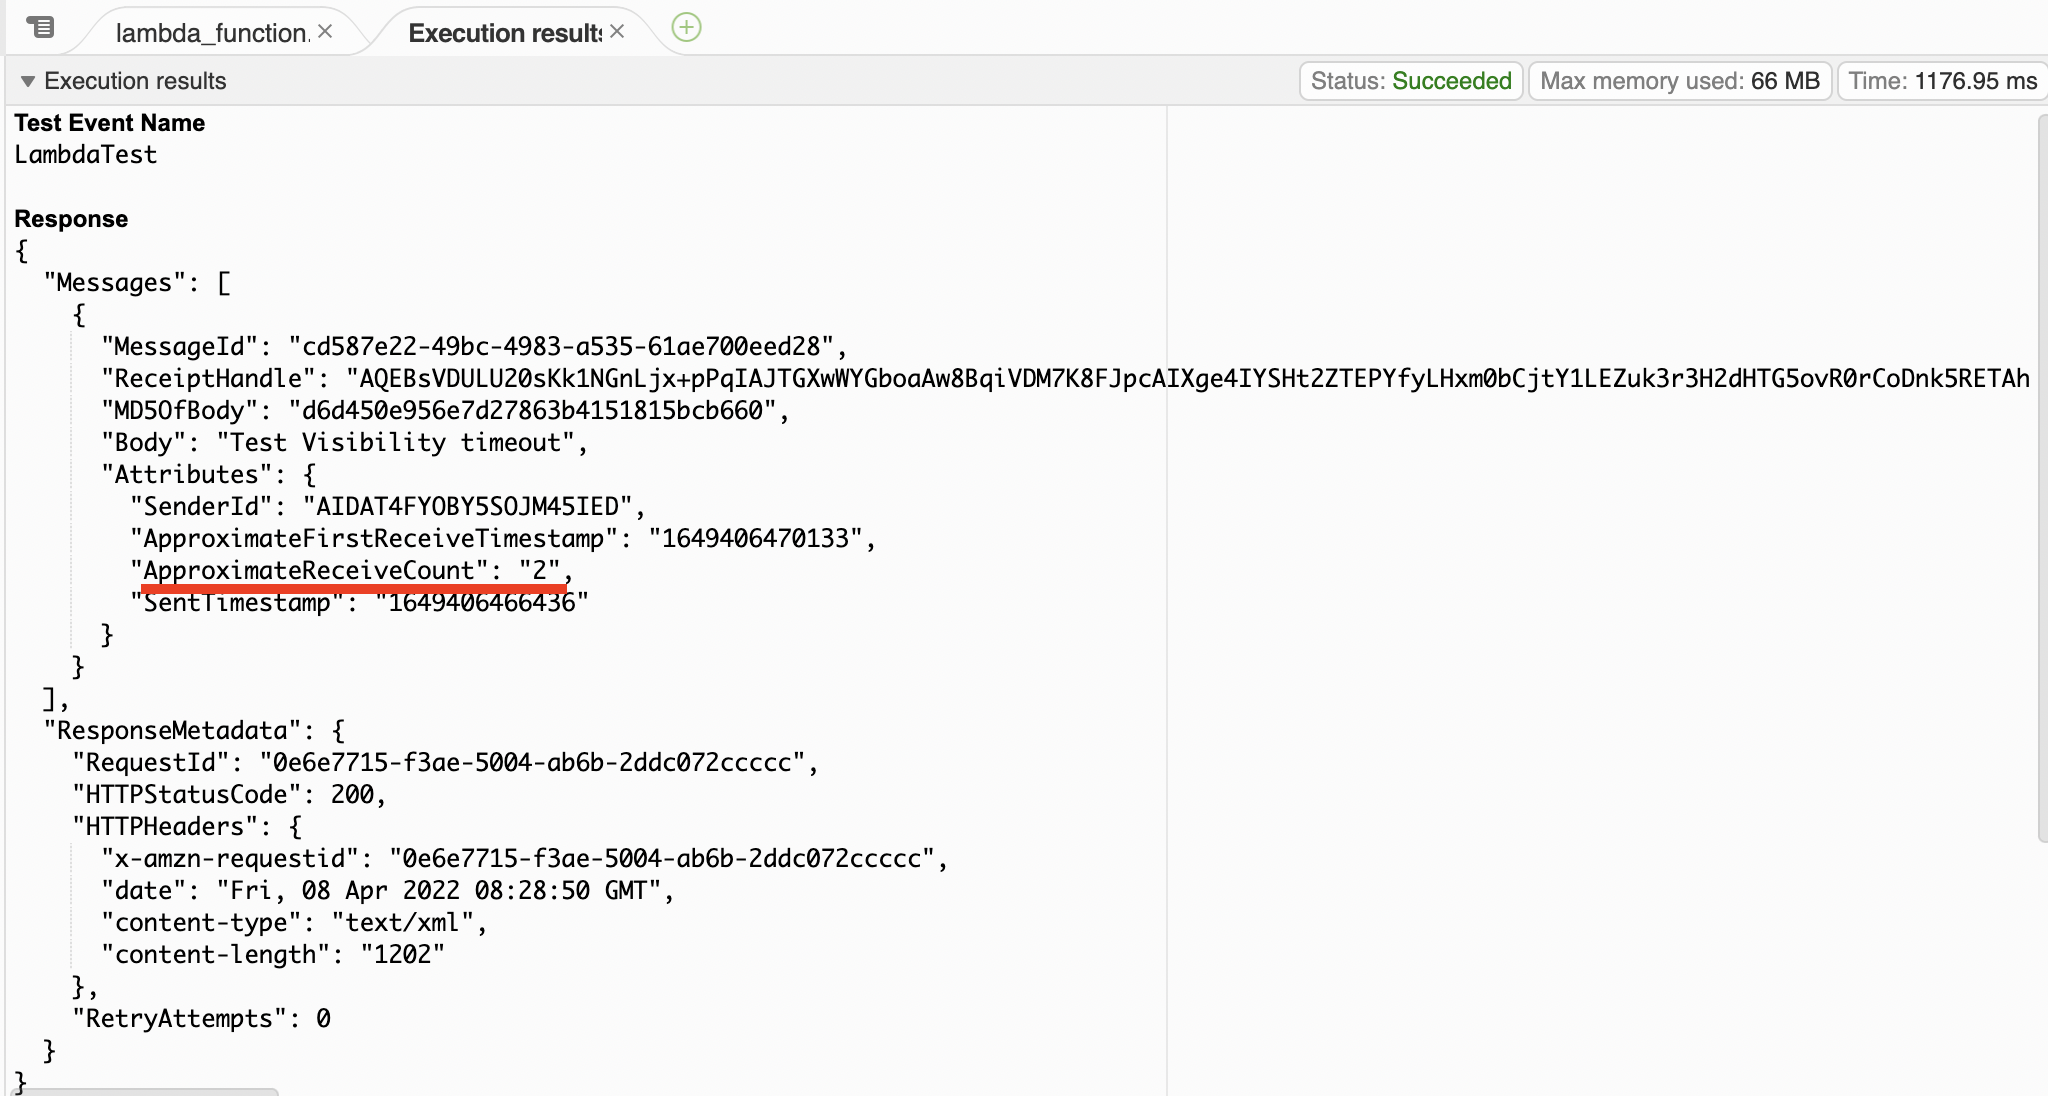 lambda_function.
Execution results
Execution results
Status: Succeeded
Max memory used: 66 MB
Time: 1176.95 ms
Test Event Name
LambdaTest
Response
{
"Messages": [
{
"MessageId": "cd587e22-49bc-4983-a535-61ae700eed28",
"ReceiptHandle": "AQEBsVDULU20sKk1NGnLjx+pPqIAJTGXwWYGboaAw8BqiVDM7K8FJpcAIXge4IYSHt2ZTEPYfyLHxm0bCjtY1LEZuk3r3H2dHTG5ovR0rCoDnk5RETAh
"MD5OfBody": "d6d450e956e7d27863b4151815bcb660",
"Body": "Test Visibility timeout",
"Attributes": {
"SenderId": "AIDAT4FYOBY5SOJM45IED",
"ApproximateFirstReceiveTimestamp": "1649406470133",
"ApproximateReceiveCount": "2",
"SentTimestamp": "1649406466436"
}
}
],
"ResponseMetadata": {
"RequestId": "0e6e7715-f3ae-5004-ab6b-2ddc072ccccc",
"HTTPStatusCode": 200,
"HTTPHeaders": {
"x-amzn-requestid": "0e6e7715-f3ae-5004-ab6b-2ddc072ccccc",
"date": "Fri, 08 Apr 2022 08:28:50 GMT",
"content-type": "text/xml",
"content-length": "1202"
},
"RetryAttempts": 0
}
}